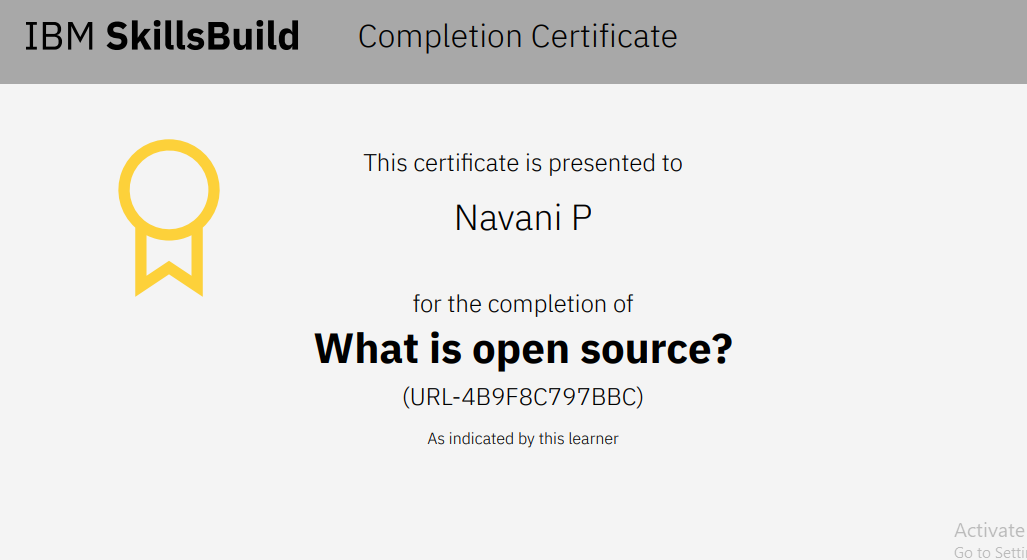 IBM SkillsBuild Completion Certificate
This certificate is presented to
Navani P
for the completion of
What is open source?
(URL-4B9F8C797BBC)
As indicated by this learner
Activate
Go to Setti